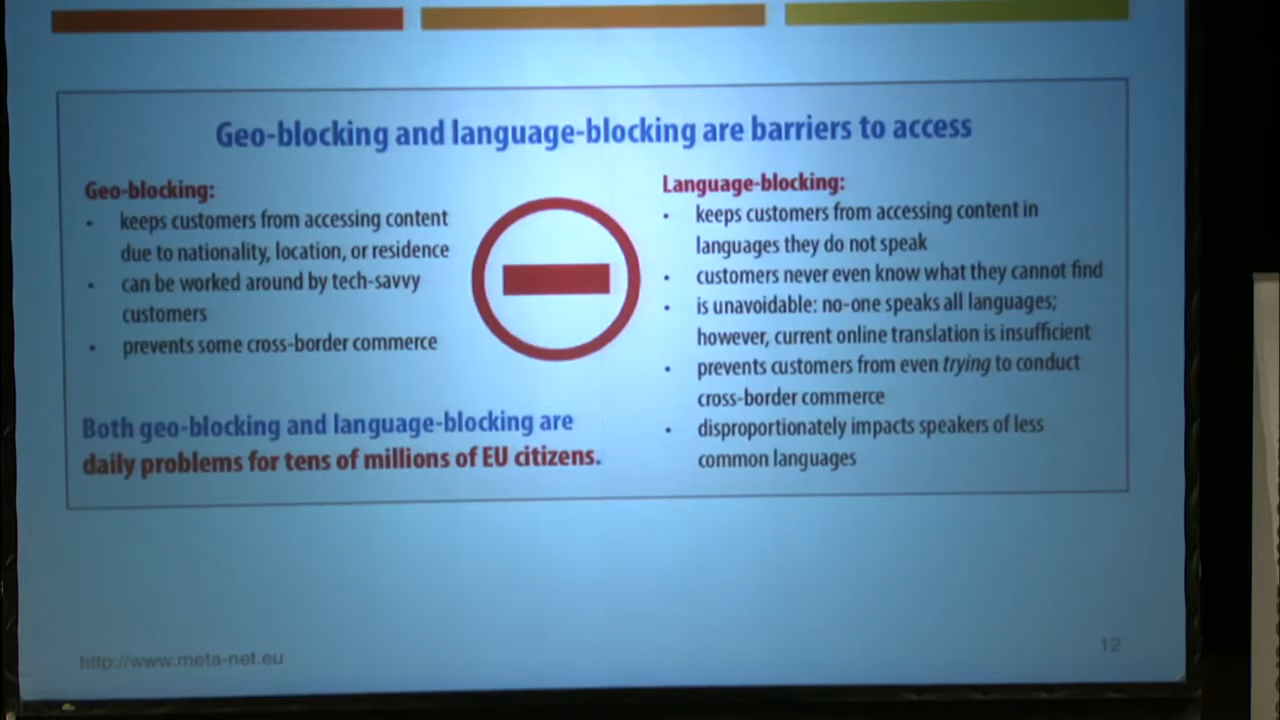 Geo-blocking and language-blocking are barriers to access
Geo-blocking:
• keeps customers from accessing content
due to nationality, location, or residence
• can be worked around by tech-savvy
customers
• prevents some cross-border commerce
Both geo-blocking and language-blocking are
daily problems for tens of millions of EU citizens.
Language-blocking:
• keeps customers from accessing content in
languages they do not speak
• customers never even know what they cannot find
• is unavoidable: no-one speaks all languages;
however, current online translation is insufficient
• prevents customers from even trying to conduct
cross-border commerce
• disproportionately impacts speakers of less
common languages
http://www.meta-net.eu
12